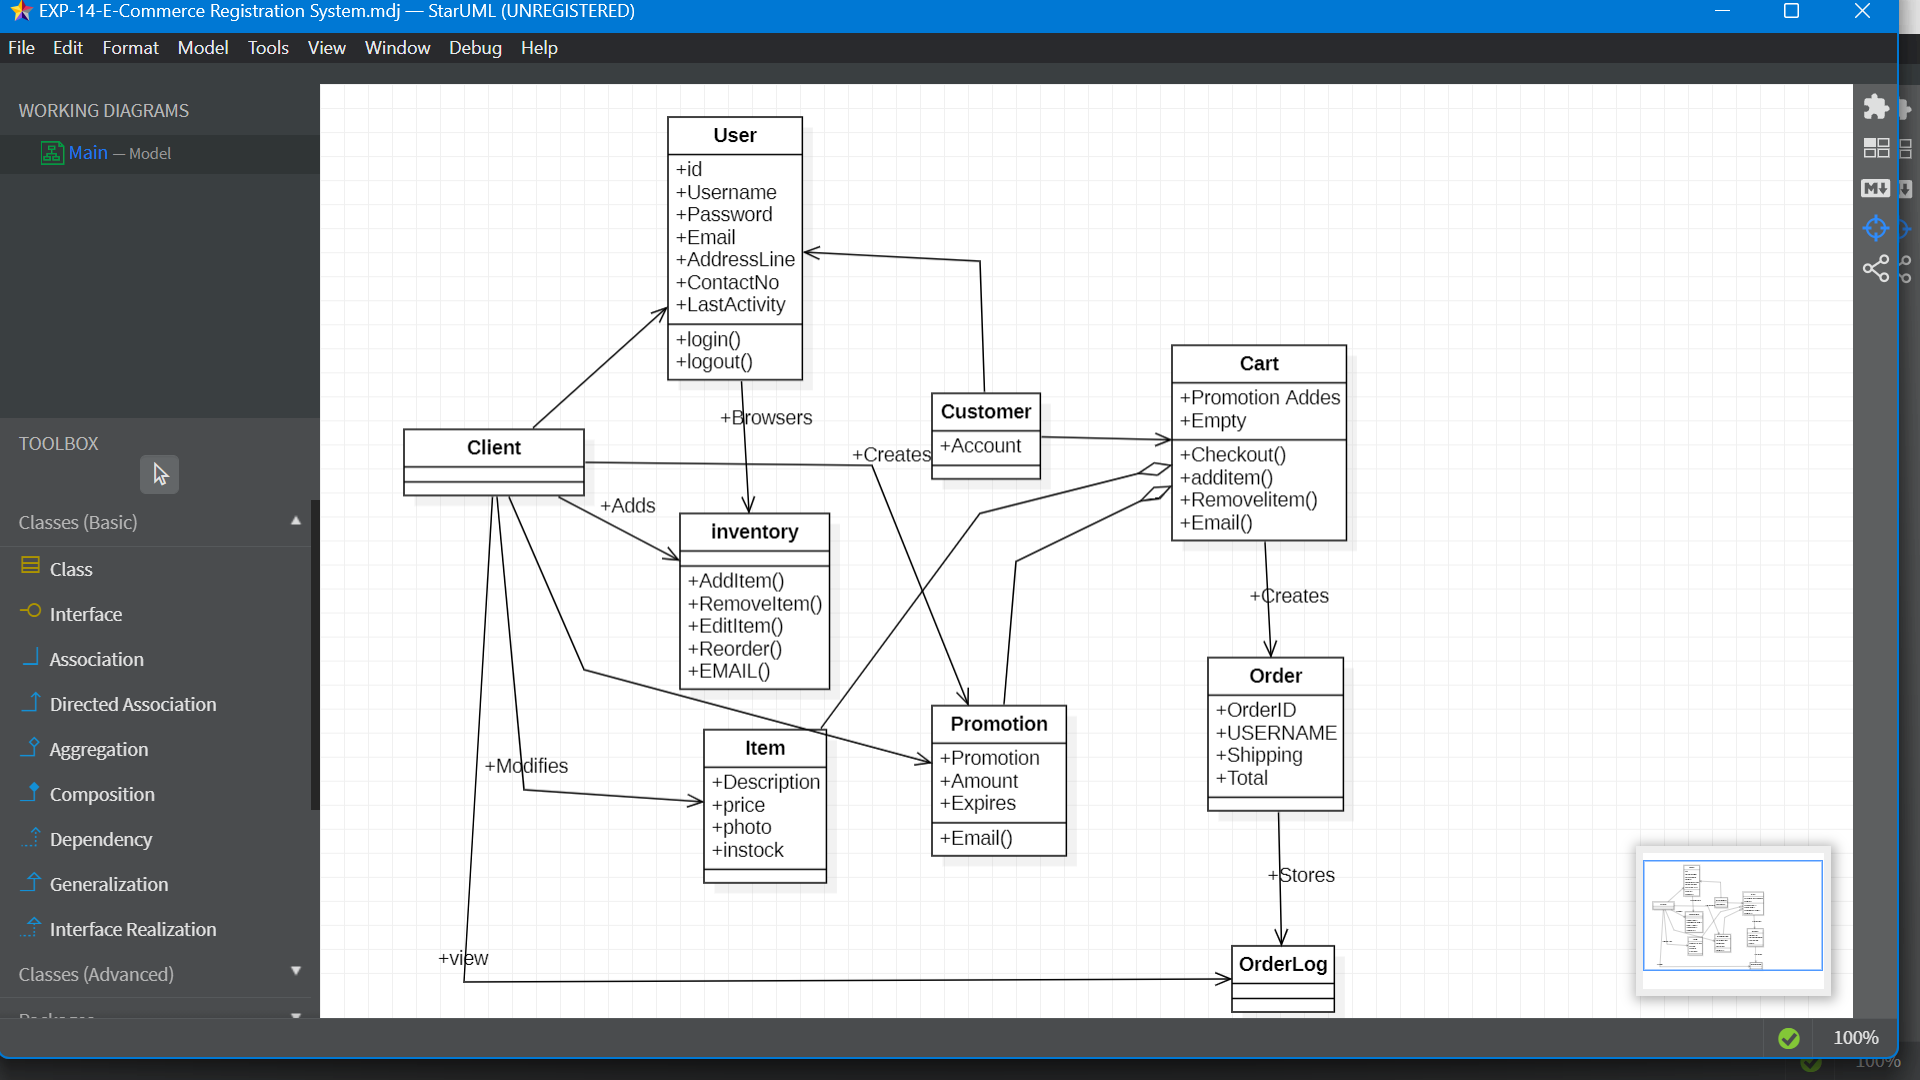 EXP-14-E-Commerce Registration System.mdj — StarUML (UNREGISTERED)
File Edit Format Model Tools View Window Debug Help
WORKING DIAGRAMS
Main — Model
TOOLBOX
Classes (Basic)
Class
Interface
Association
Directed Association
Aggregation
Composition
Dependency
Generalization
Interface Realization
Classes (Advanced)
Packages
User
+id
+Username
+Password
+Email
+AddressLine
+ContactNo
+LastActivity
+login()
+logout()
+Browsers
Client
+Adds
+Creates
+Modifies
+view
inventory
+AddItem()
+RemoveItem()
+EditItem()
+Reorder()
+EMAIL()
Customer
+Account
Cart
+Promotion Addes
+Empty
+Checkout()
+additem()
+Removelitem()
+Email()
+Creates
Item
+Description
+price
+photo
+instock
Promotion
+Promotion
+Amount
+Expires
+Email()
Order
+OrderID
+USERNAME
+Shipping
+Total
+Stores
OrderLog
M
100%
100%